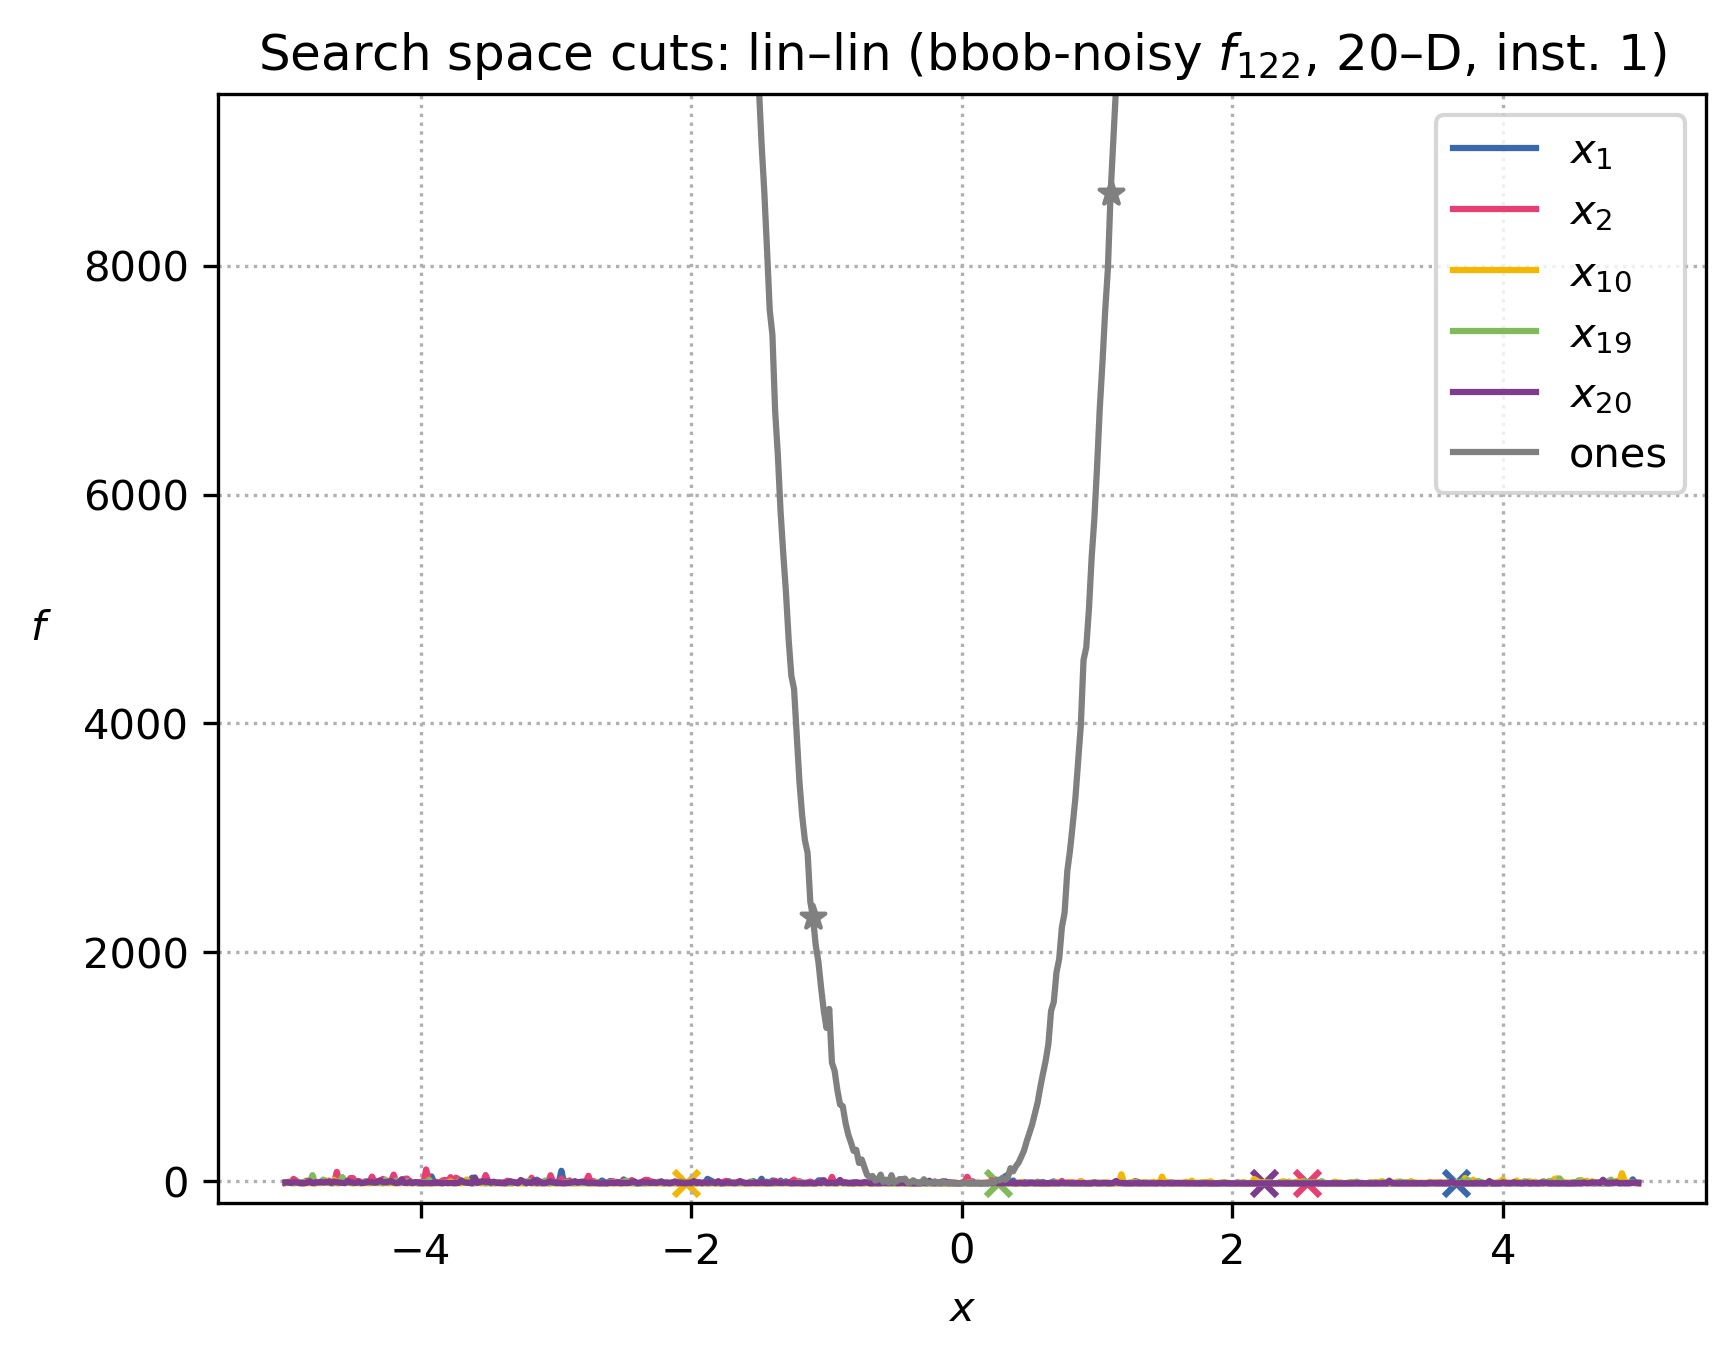 Search space cuts: lin–lin (bbob-noisy f₁₂₂, 20–D, inst. 1)
x₁
x₂
x₁₀
x₁₉
x₂₀
ones
8000
6000
4000
2000
0
f
−4
−2
0
2
4
x